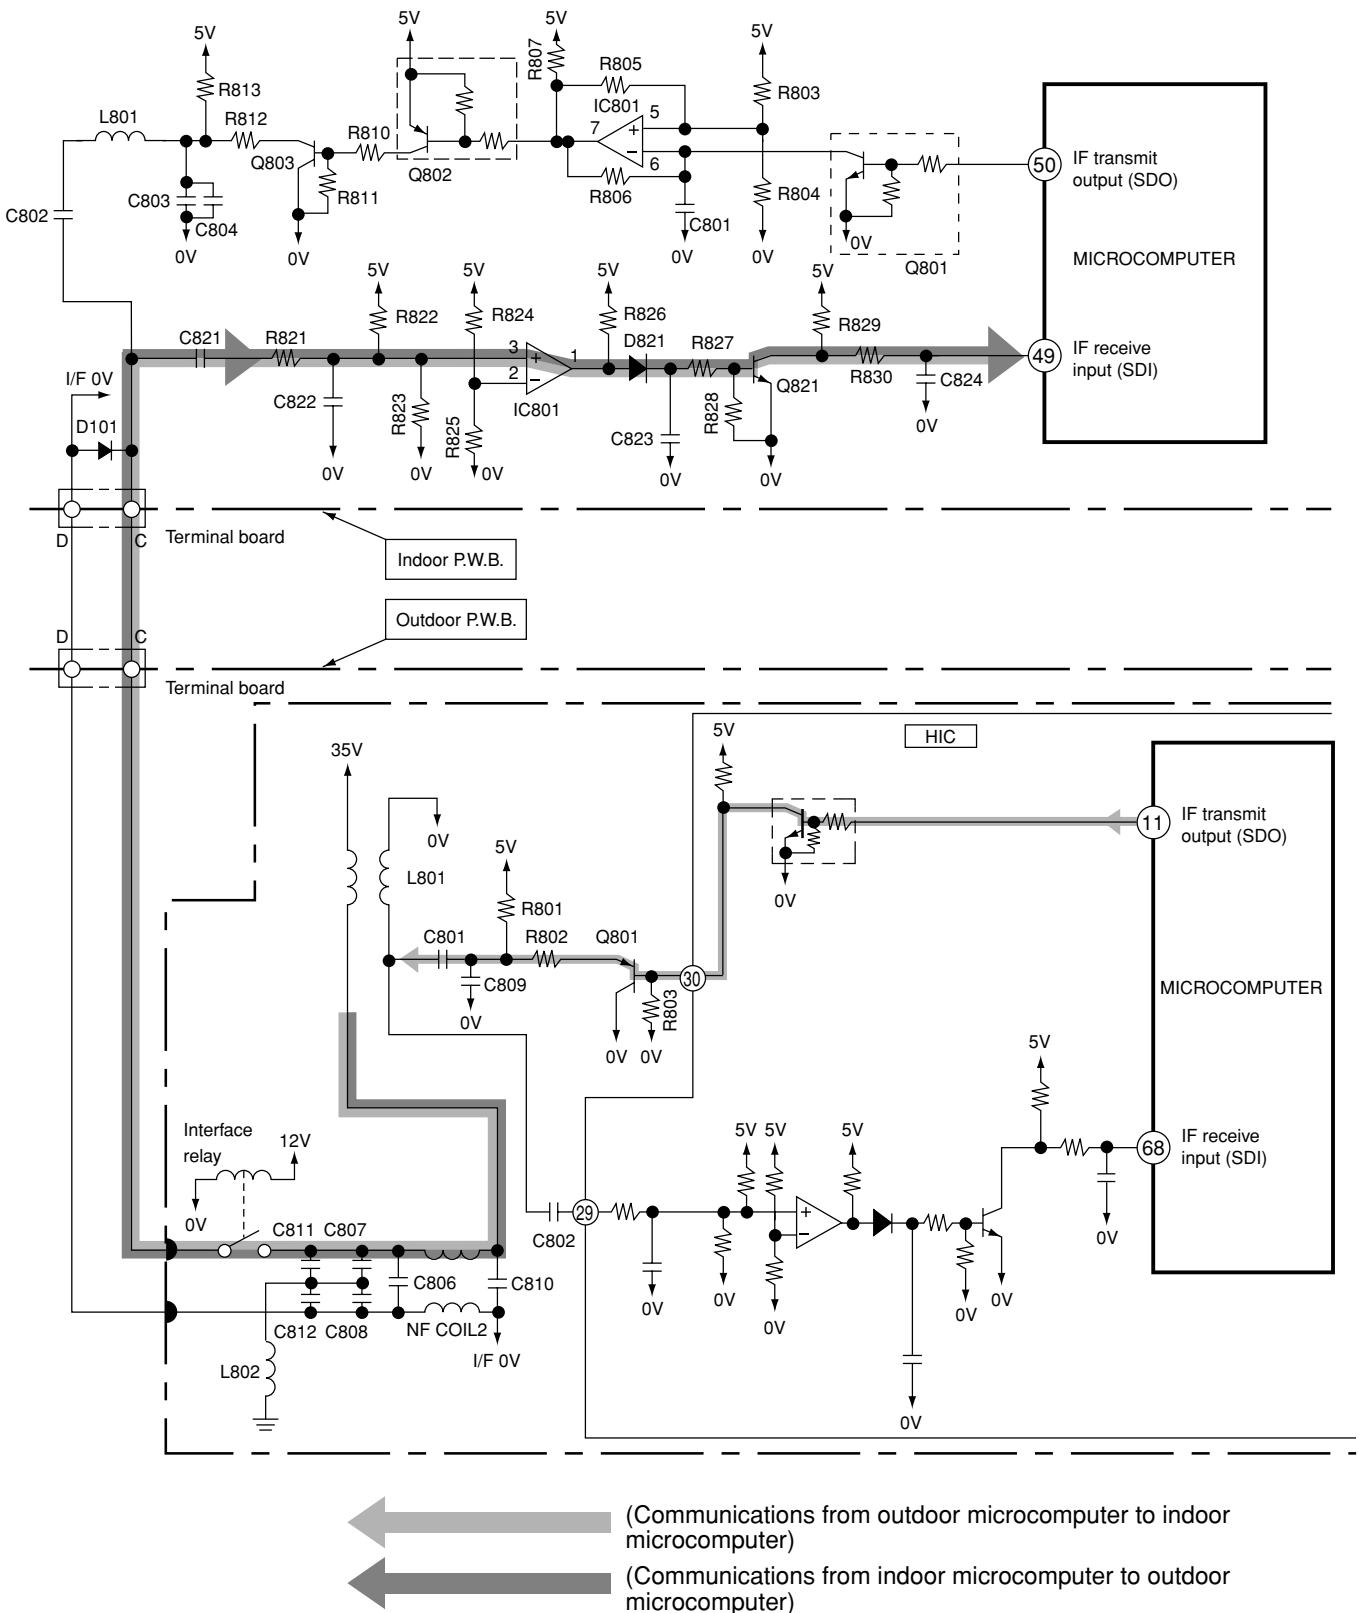 5V 5V 5V 5V
R807 R805 R803
R813 IC801 5
L801 R812 R810 7 + −
Q803 Q802 6
R811 R806 R804
50 IF transmit
output (SDO)
C802 C803 C804 C801
0V 0V 0V 0V 0V
Q801
MICROCOMPUTER
5V 5V 5V 5V
R822 R824 R826 R829
C821 R821 3 + 1 D821 R827
2 −
49 IF receive
input (SDI)
I/F 0V
C822 R823 R825 IC801 C823 R828 Q821 R830 C824
D101
0V 0V 0V 0V 0V 0V
D C Terminal board
Indoor P.W.B.
Outdoor P.W.B.
D C
Terminal board
HIC
5V
35V
11 IF transmit
output (SDO)
0V
5V
L801
0V
R801
C801 R802 Q801
C809 R803 30
MICROCOMPUTER
0V 0V 0V
5V
Interface
relay
12V
5V 5V 5V
68 IF receive
input (SDI)
0V
29 + −
C811 C807 C802
C806 C810
0V 0V 0V 0V 0V 0V
C812 C808 NF COIL2
L802 I/F 0V
0V
(Communications from outdoor microcomputer to indoor
microcomputer)
(Communications from indoor microcomputer to outdoor
microcomputer)